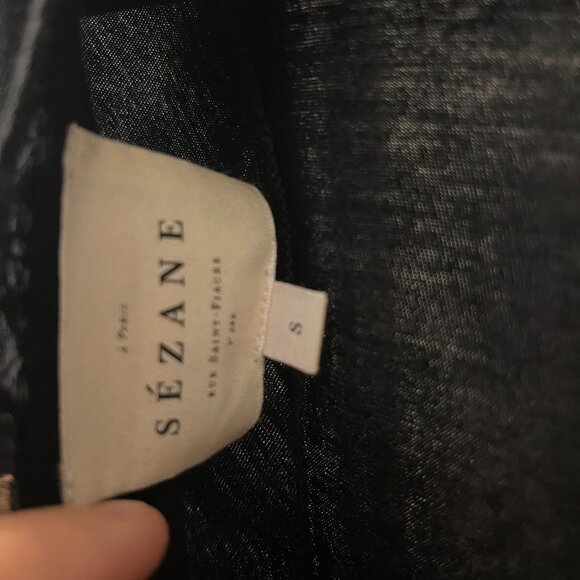 à Paris
SÉZANE
Rue Saint-Fiacre
S